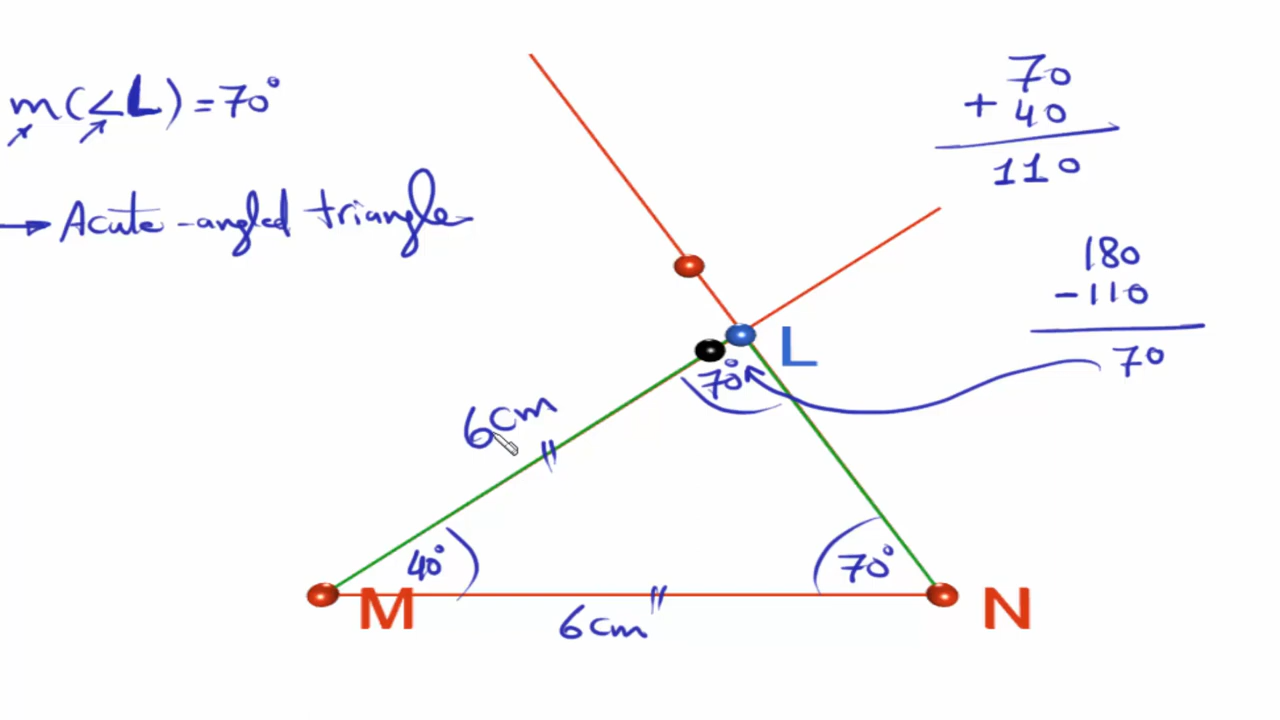 m(∠L) = 70°
→ Acute-angled triangle
70
+ 40
110
180
- 110
70
L
70°
6cm
40°
70°
M
N
6cm